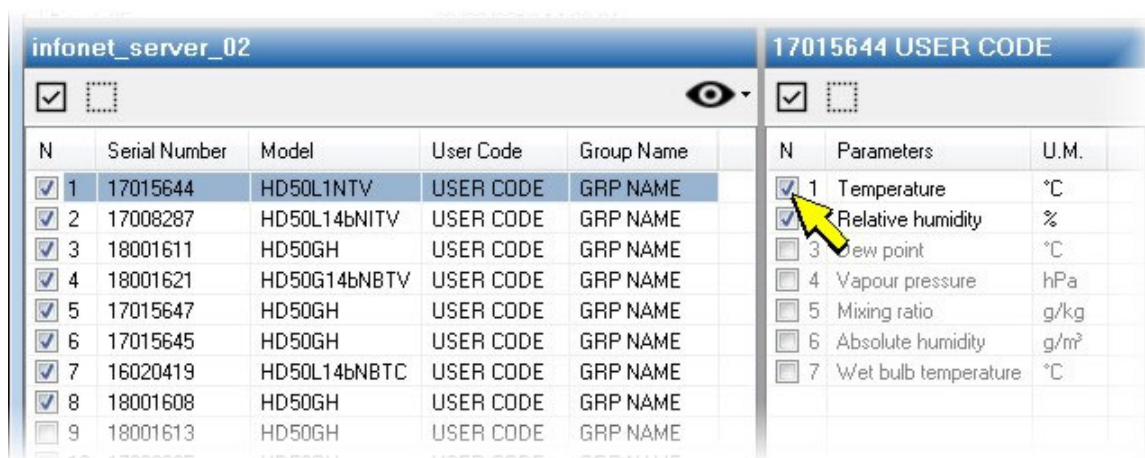 infonet_server_02
N Serial Number Model User Code Group Name
1 17015644 HD50L1NTV USER CODE GRP NAME
2 17008287 HD50L14bNITV USER CODE GRP NAME
3 18001611 HD50GH USER CODE GRP NAME
4 18001621 HD50G14bNBTV USER CODE GRP NAME
5 17015647 HD50GH USER CODE GRP NAME
6 17015645 HD50GH USER CODE GRP NAME
7 16020419 HD50L14bNBTC USER CODE GRP NAME
8 18001608 HD50GH USER CODE GRP NAME
9 18001613 HD50GH USER CODE GRP NAME
17015644 USER CODE
N Parameters U.M.
1 Temperature °C
Relative humidity %
3 Dew point °C
4 Vapour pressure hPa
5 Mixing ratio g/kg
6 Absolute humidity g/m³
7 Wet bulb temperature °C